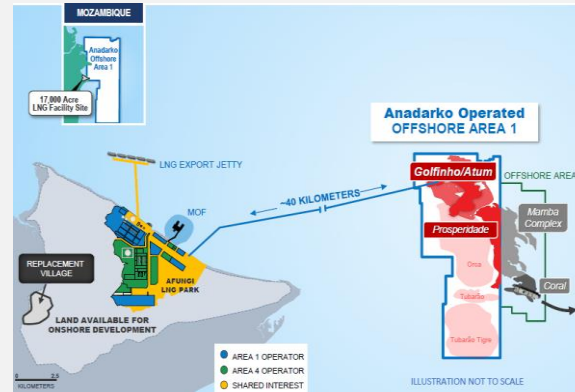 MOZAMBIQUE
Anadarko
Offshore
Area 1
17,000 Acre
LNG Facility Site
Anadarko Operated
OFFSHORE AREA 1
LNG EXPORT JETTY
MOF
~40 KILOMETERS
Golfinho/Atum
OFFSHORE AREA
Prosperidade
Mamba
Complex
Orca
Coral
Tubarão
Tubarão Tigre
REPLACEMENT
VILLAGE
AFUNGI
LNG PARK
LAND AVAILABLE FOR
ONSHORE DEVELOPMENT
0 2.5
KILOMETERS
AREA 1 OPERATOR
AREA 4 OPERATOR
SHARED INTEREST
ILLUSTRATION NOT TO SCALE